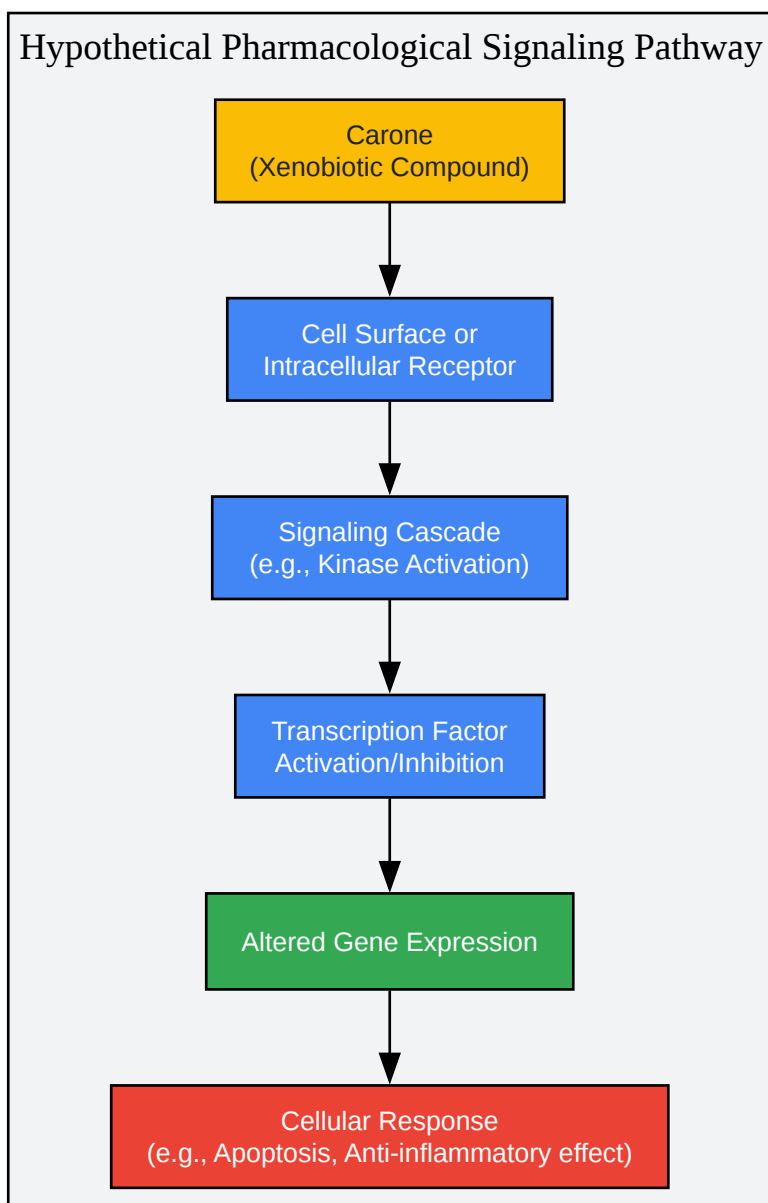 Hypothetical Pharmacological Signaling Pathway
Carone
(Xenobiotic Compound)
Cell Surface or
Intracellular Receptor
Signaling Cascade
(e.g., Kinase Activation)
Transcription Factor
Activation/Inhibition
Altered Gene Expression
Cellular Response
(e.g., Apoptosis, Anti-inflammatory effect)